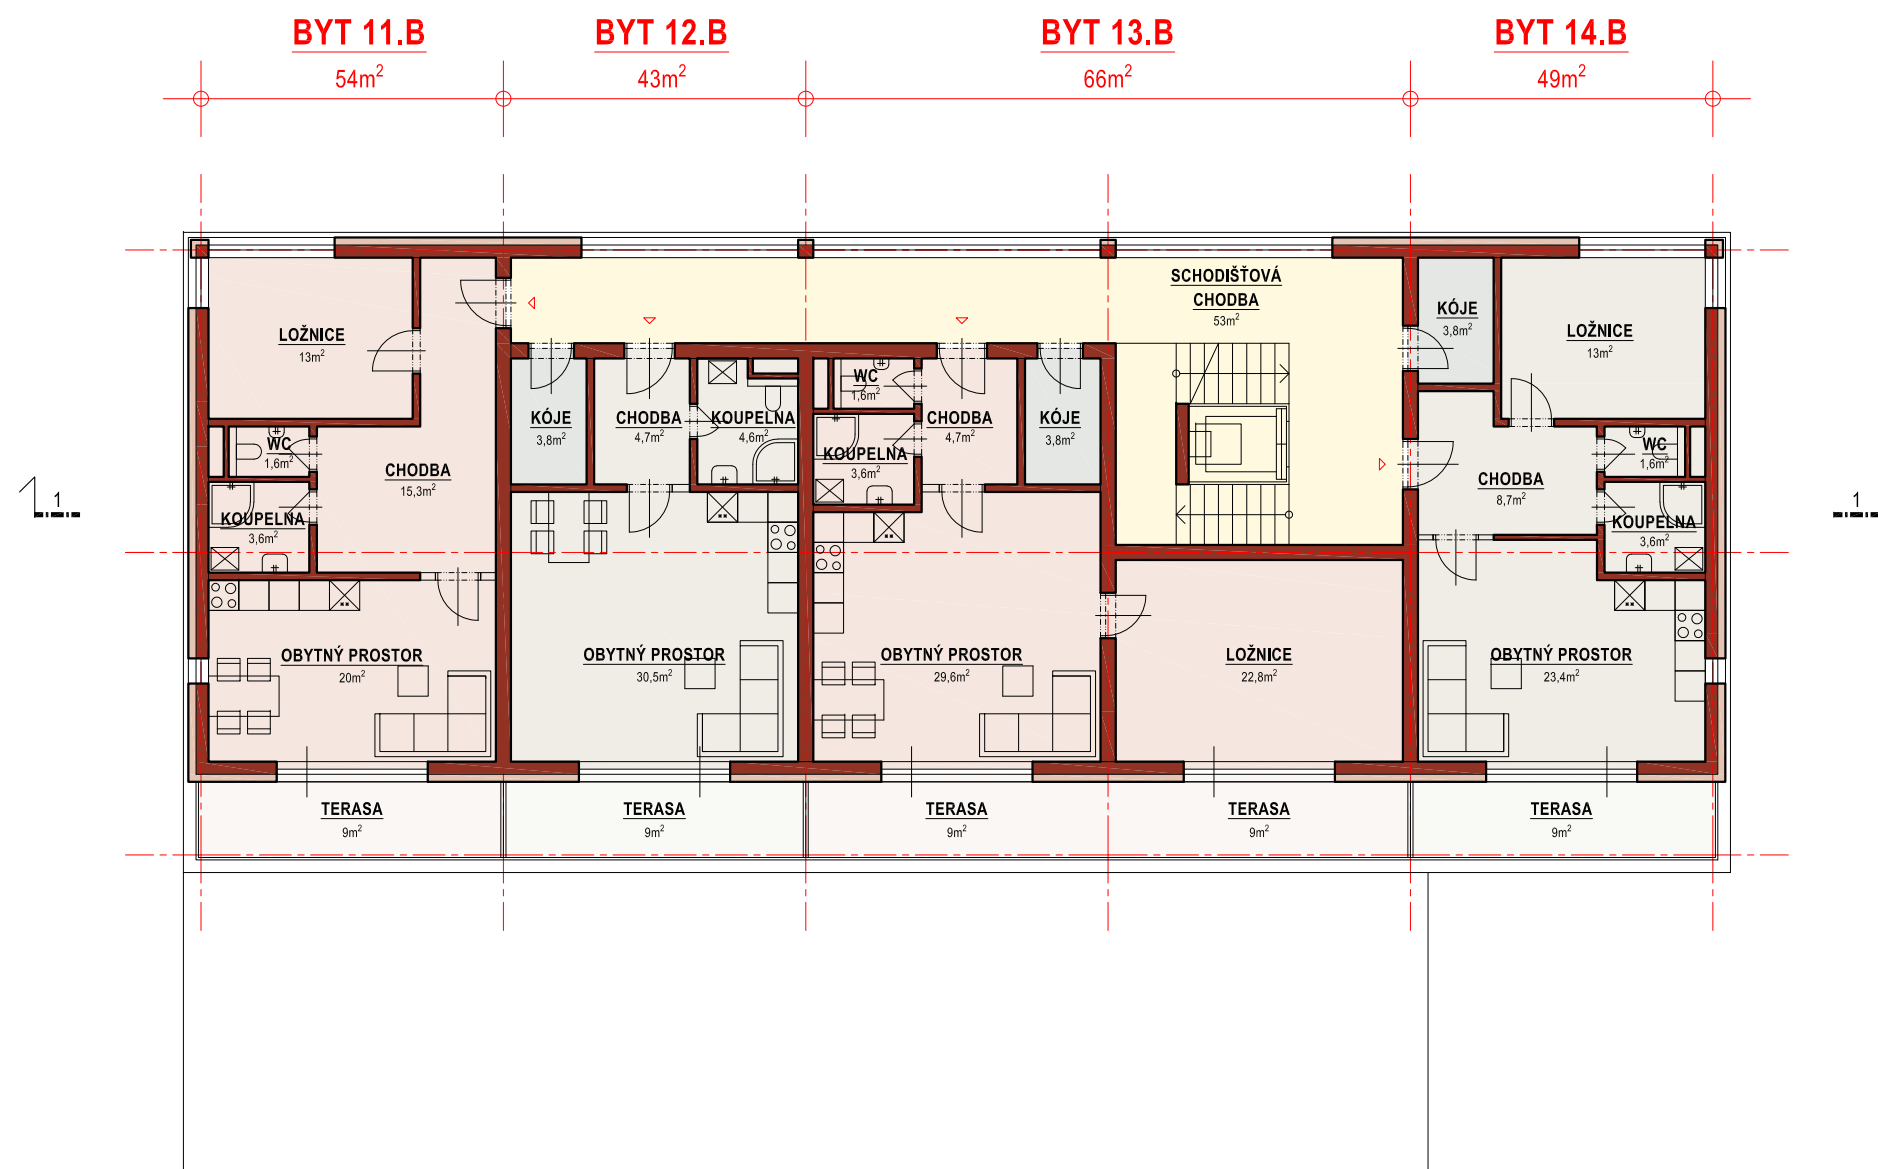 BYT 11.B
54m²
BYT 12.B
43m²
BYT 13.B
66m²
BYT 14.B
49m²
SCHODIŠŤOVÁ
CHODBA
53m²
LOŽNICE
13m²
WC
1,6m²
CHODBA
15,3m²
KOUPELNA
3,6m²
OBYTNÝ PROSTOR
20m²
TERASA
9m²
KÓJE
3,8m²
CHODBA
4,7m²
KOUPELNA
4,6m²
OBYTNÝ PROSTOR
30,5m²
TERASA
9m²
WC
1,6m²
CHODBA
4,7m²
KÓJE
3,8m²
KOUPELNA
3,6m²
OBYTNÝ PROSTOR
29,6m²
LOŽNICE
22,8m²
TERASA
9m²
TERASA
9m²
KÓJE
3,8m²
LOŽNICE
13m²
WC
1,6m²
CHODBA
8,7m²
KOUPELNA
3,6m²
OBYTNÝ PROSTOR
23,4m²
TERASA
9m²
1
1